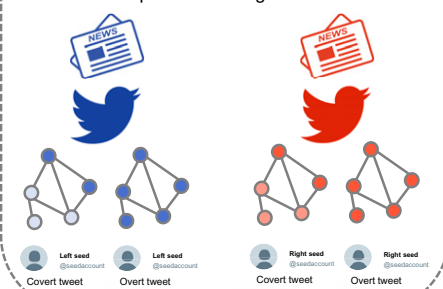 NEWS
NEWS
Left seed
@seedaccount
Left seed
@seedaccount
Right seed
@seedaccount
Right seed
@seedaccount
Covert tweet
Overt tweet
Covert tweet
Overt tweet